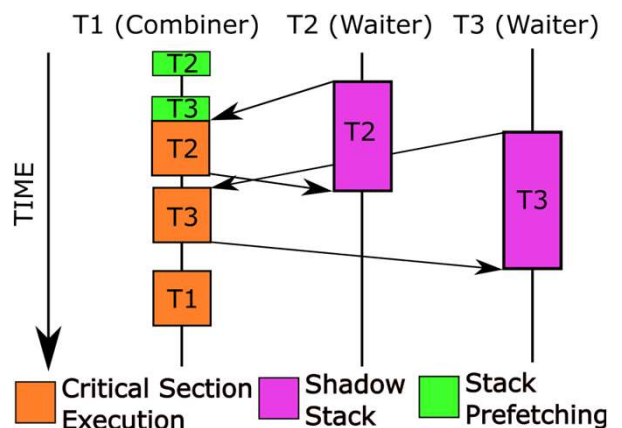 T1 (Combiner) T2 (Waiter) T3 (Waiter)
T2
T3
T2
T2
T3
T3
T1
TIME
Critical Section
Execution
Shadow
Stack
Stack
Prefetching